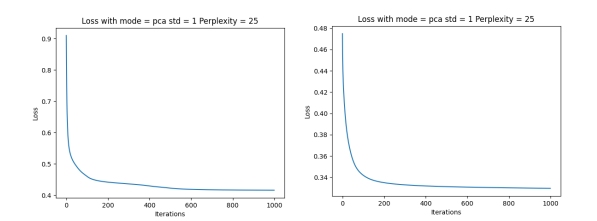 Loss with mode = pca std = 1 Perplexity = 25
0.9
0.8
0.7
0.6
0.5
0.4
Loss
0 200 400 600 800 1000
Iterations
Loss with mode = pca std = 1 Perplexity = 25
0.48
0.46
0.44
0.42
0.40
0.38
0.36
0.34
Loss
0 200 400 600 800 1000
Iterations